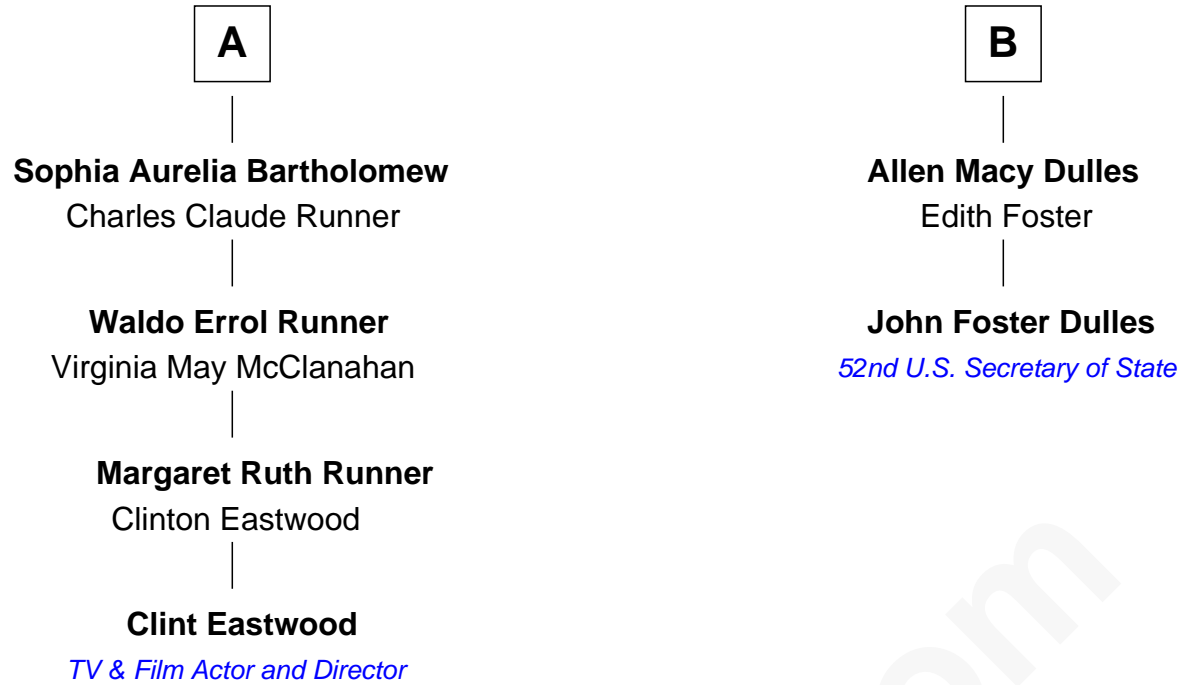 A
Sophia Aurelia Bartholomew
Charles Claude Runner
Waldo Errol Runner
Virginia May McClanahan
Margaret Ruth Runner
Clinton Eastwood
Clint Eastwood
TV & Film Actor and Director
B
Allen Macy Dulles
Edith Foster
John Foster Dulles
52nd U.S. Secretary of State
om